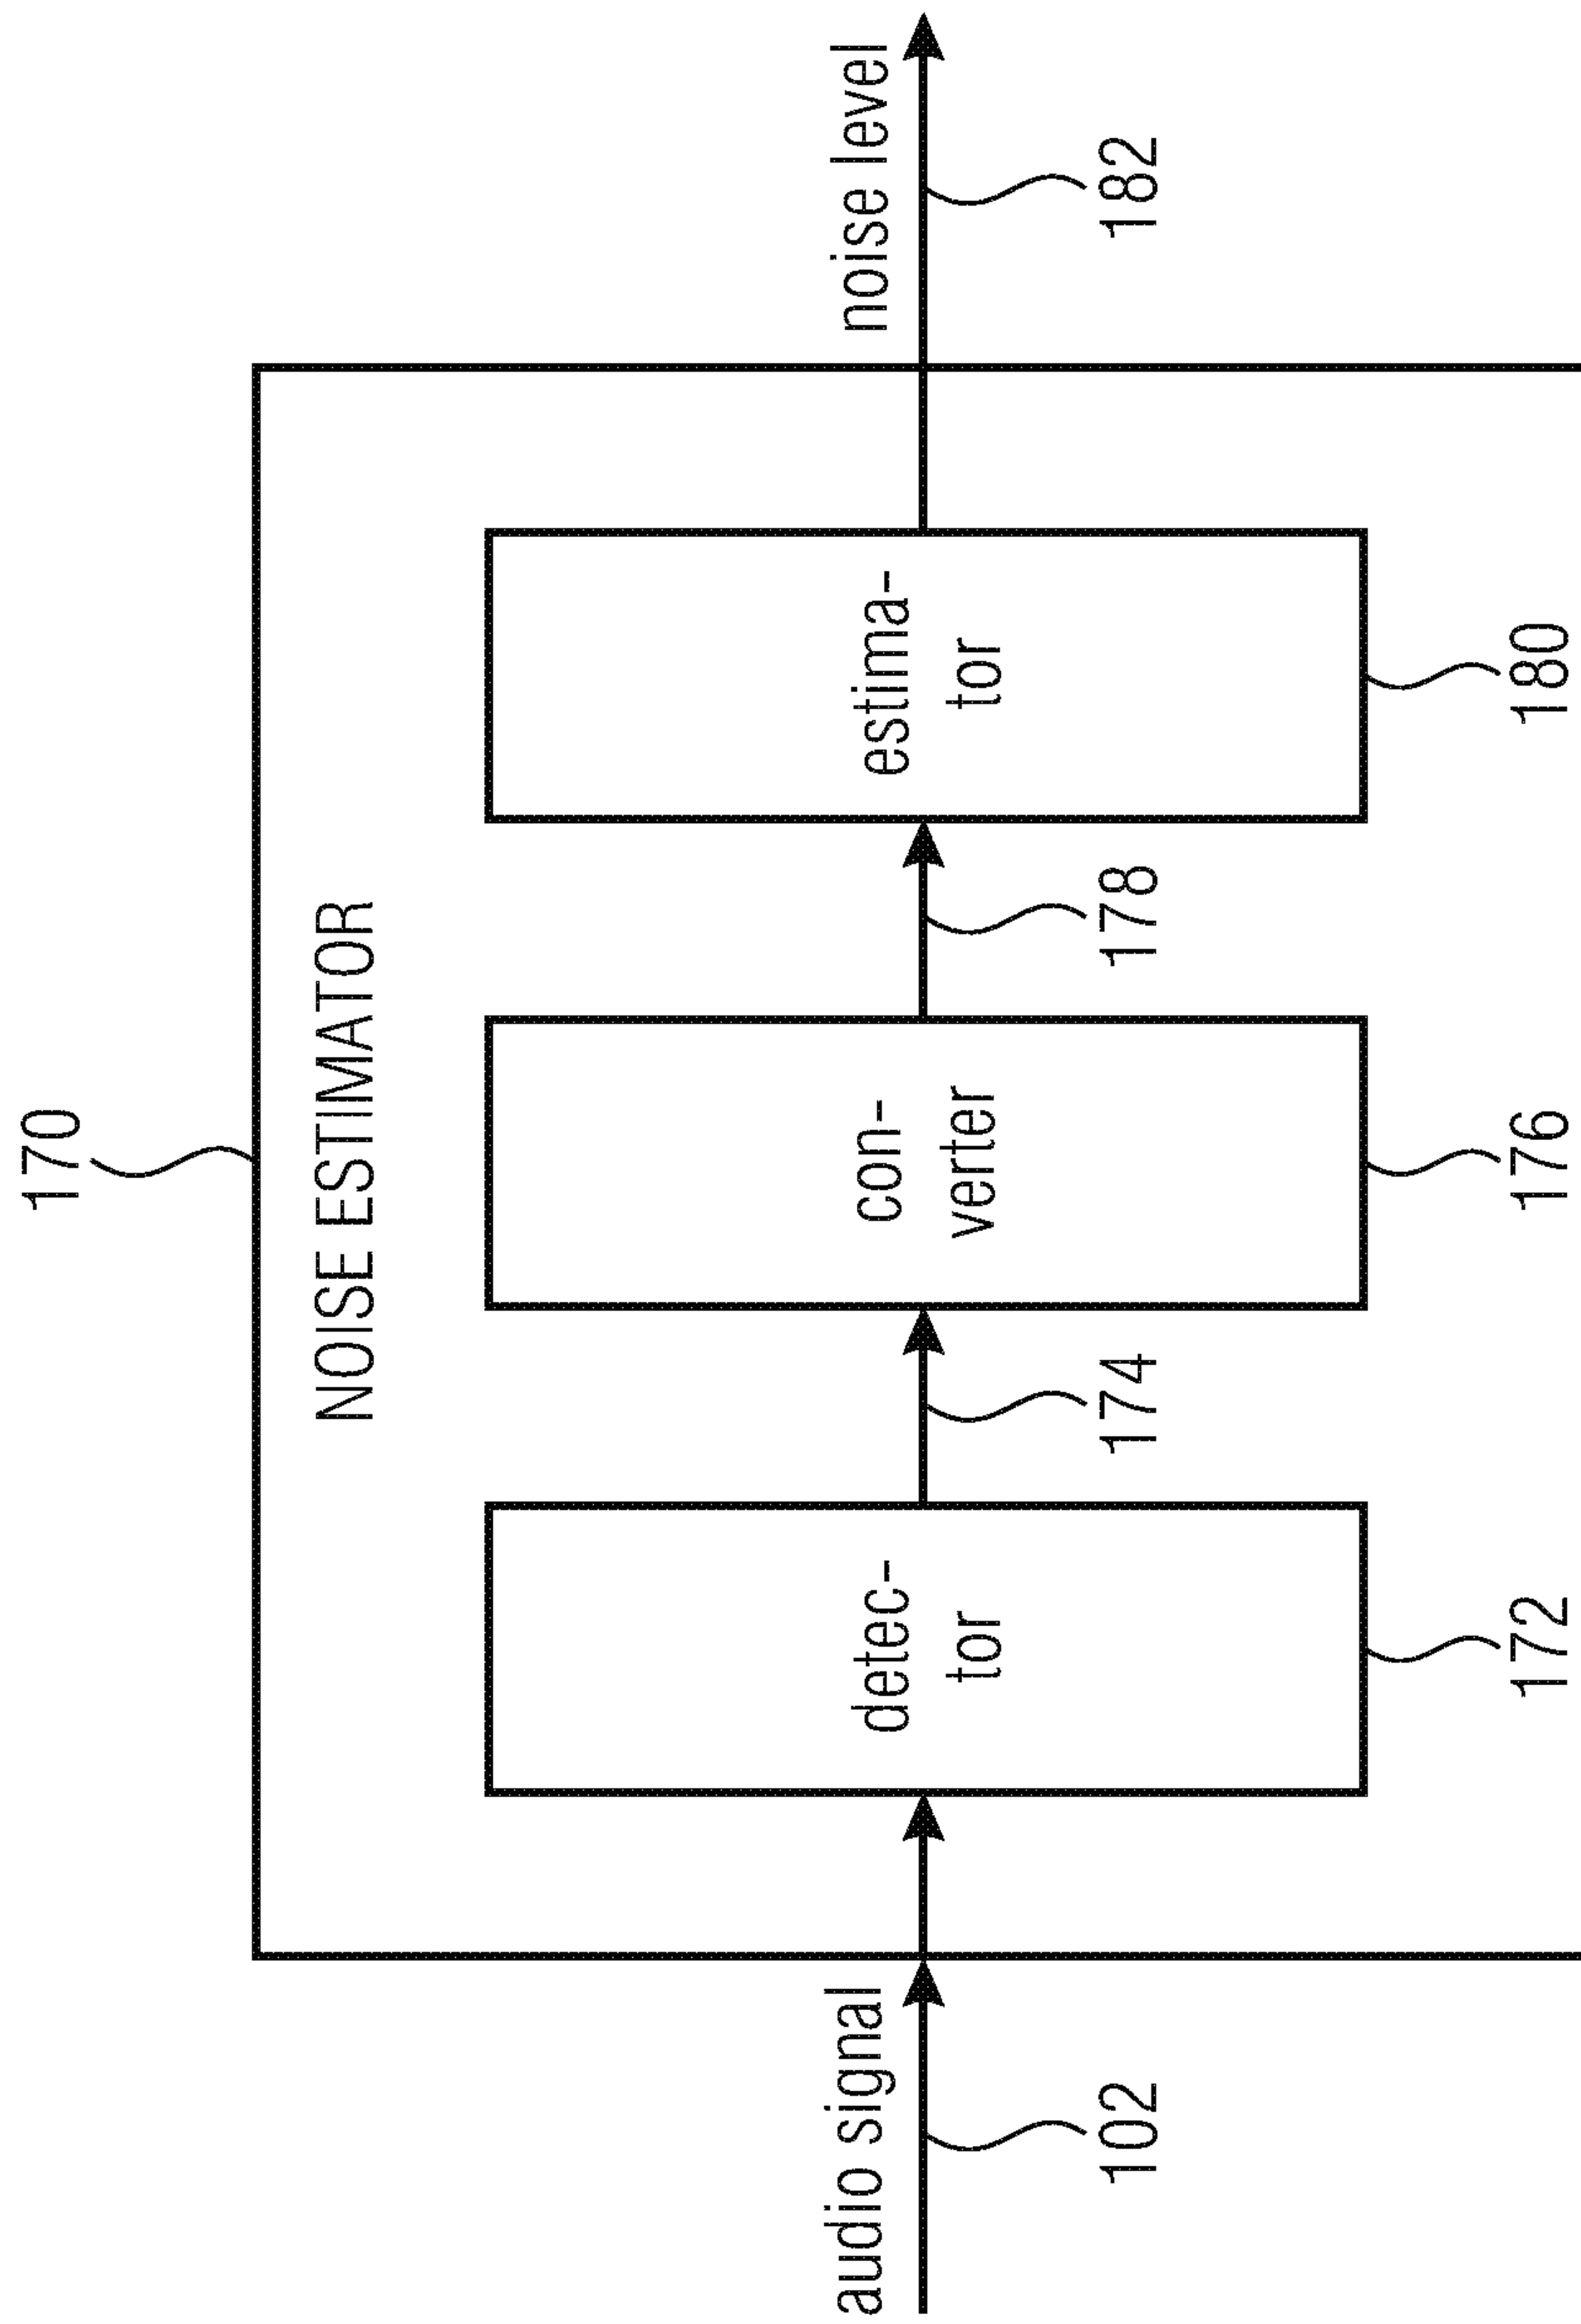 170
NOISE ESTIMATOR
audio signal
102
detec-
tor
172
174
con-
verter
176
178
estima-
tor
180
noise level
182